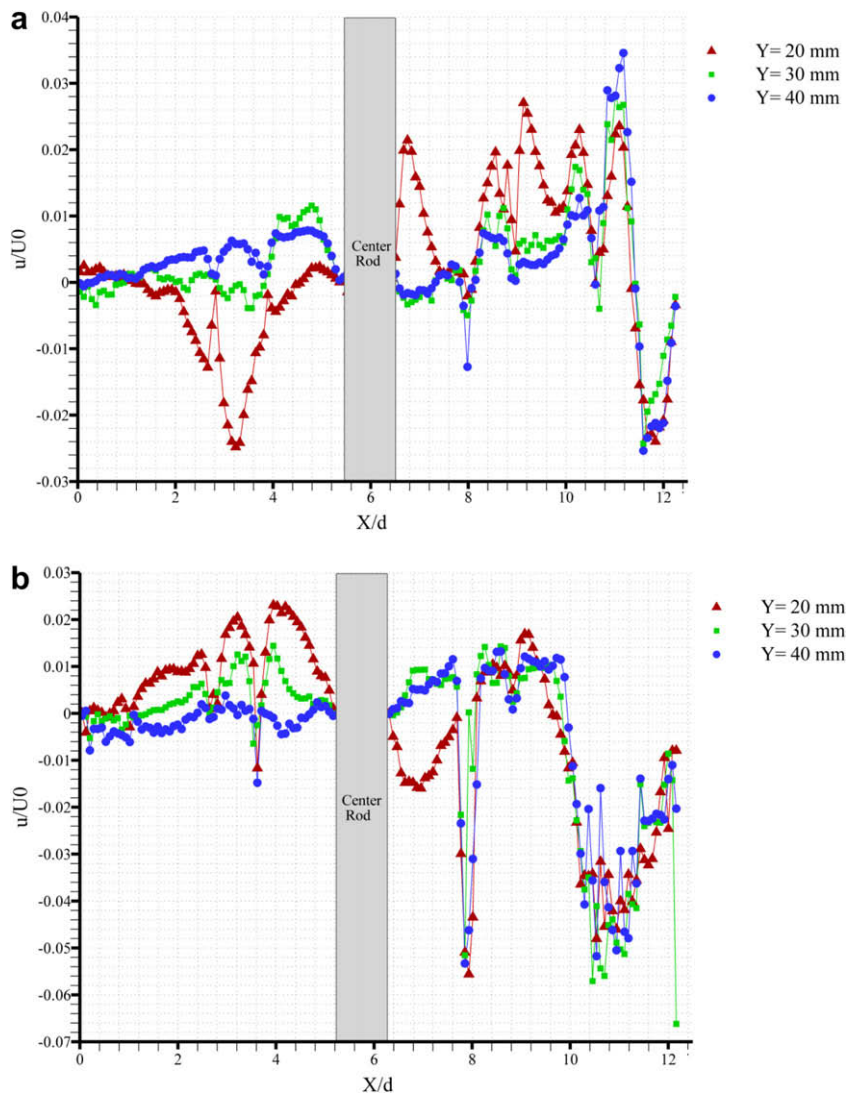 a
0.04
0.03
0.02
0.01
0
-0.01
-0.02
-0.03
u/U0
Center
Rod
0 2 4 6 8 10 12
X/d
Y= 20 mm
Y= 30 mm
Y= 40 mm
b
0.03
0.02
0.01
0
-0.01
-0.02
-0.03
-0.04
-0.05
-0.06
-0.07
u/U0
Center
Rod
0 2 4 6 8 10 12
X/d
Y= 20 mm
Y= 30 mm
Y= 40 mm